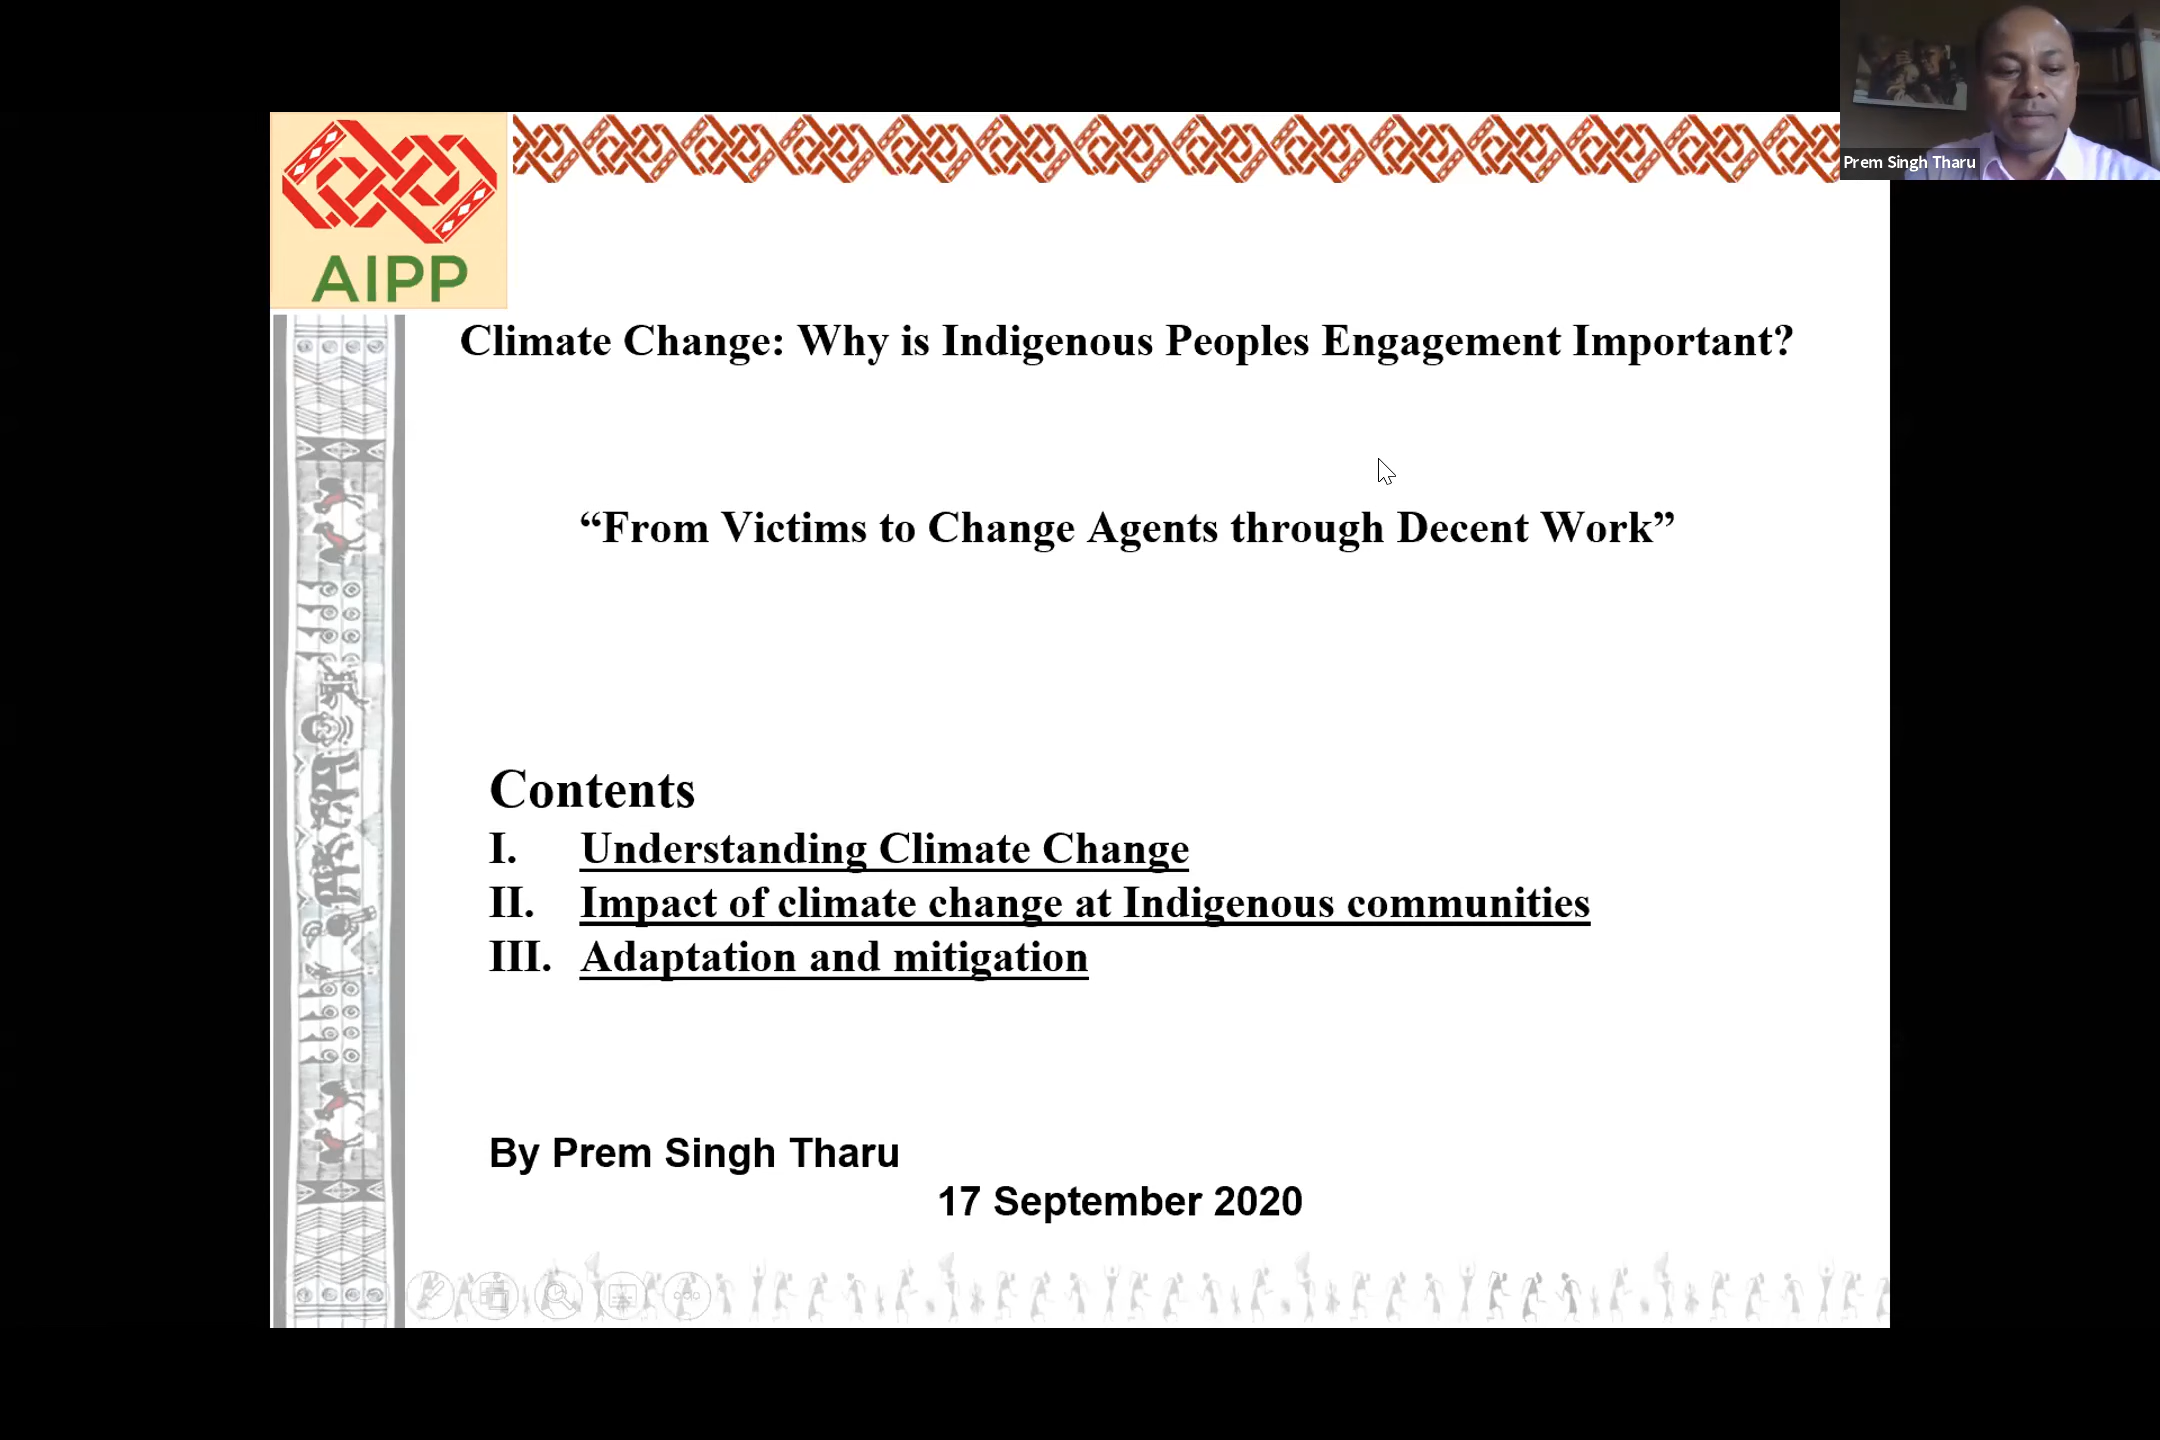 Prem Singh Tharu
AIPP
Climate Change: Why is Indigenous Peoples Engagement Important?
“From Victims to Change Agents through Decent Work”
Contents
I. Understanding Climate Change
II. Impact of climate change at Indigenous communities
III. Adaptation and mitigation
By Prem Singh Tharu
17 September 2020